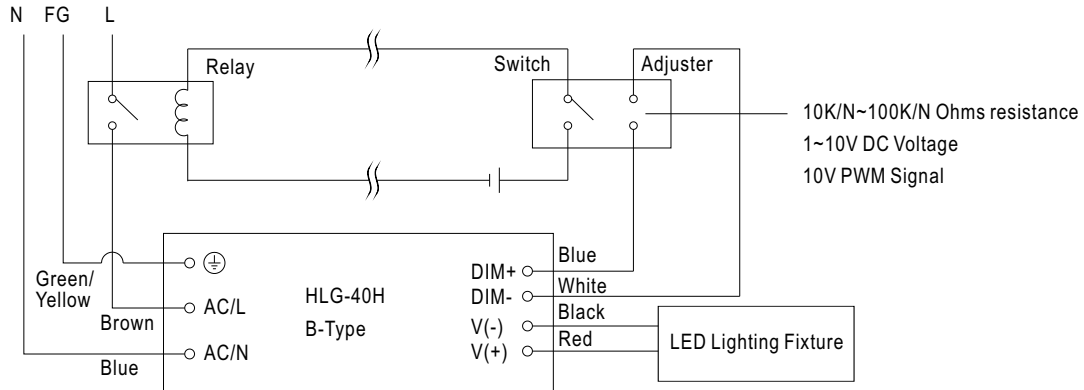 N FG L
Relay
Switch
Adjuster
10K/N~100K/N Ohms resistance
1~10V DC Voltage
10V PWM Signal
Green/
Yellow
Brown
Blue
AC/L
AC/N
HLG-40H
B-Type
DIM+
DIM-
V(-)
V(+)
Blue
White
Black
Red
LED Lighting Fixture